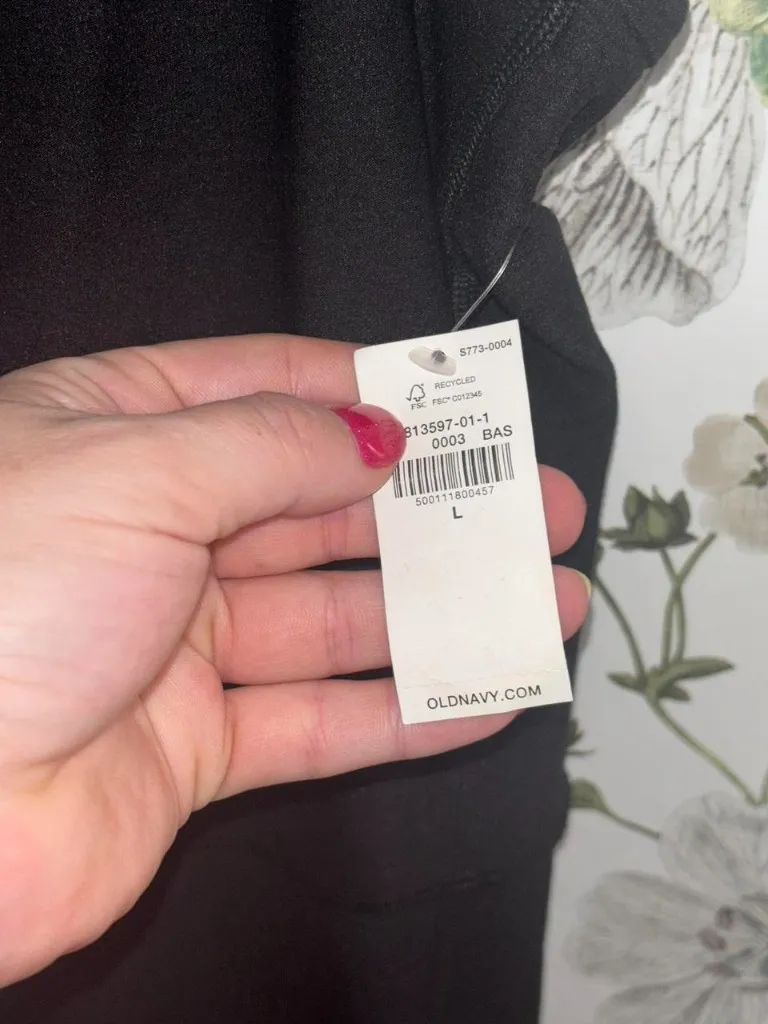 S773-0004
RECYCLED
FSC
FSC® C012345
813597-01-1
0003 BAS
500111800457
L
OLDNAVY.COM